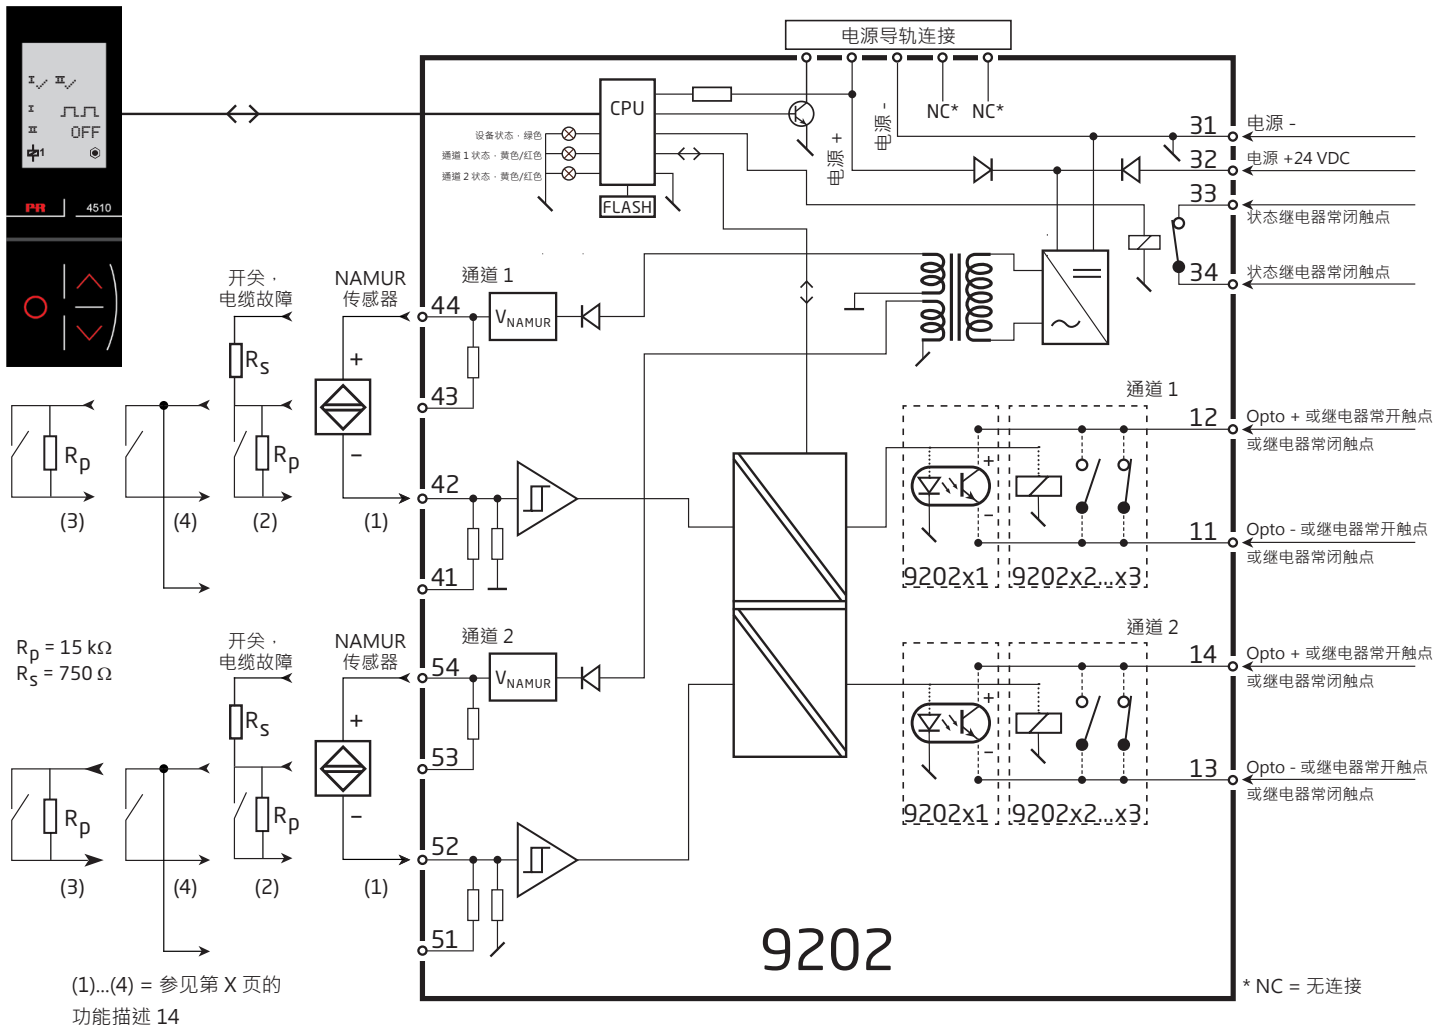 电源导轨连接
I II
I
II OFF
1
PR 4510
CPU
FLASH
设备状态 · 绿色
通道 1 状态 · 黄色/红色
通道 2 状态 · 黄色/红色
电源 +
电源 -
NC* NC*
31 电源 -
32 电源 +24 VDC
33
状态继电器常闭触点
34 状态继电器常闭触点
开关 ·
电缆故障
NAMUR
传感器
通道 1
44
VNAMUR
43
42
41
Rs
Rp
Rp
+
-
(3) (4) (2) (1)
通道 1
12 Opto + 或继电器常开触点
或继电器常闭触点
+
-
11 Opto - 或继电器常开触点
或继电器常闭触点
9202x1 9202x2...x3
Rp = 15 kΩ
Rs = 750 Ω
开关 ·
电缆故障
NAMUR
传感器
通道 2
54
VNAMUR
53
52
51
Rs
Rp
Rp
+
-
(3) (4) (2) (1)
通道 2
14 Opto + 或继电器常开触点
或继电器常闭触点
+
-
13 Opto - 或继电器常开触点
或继电器常闭触点
9202x1 9202x2...x3
9202
(1)...(4) = 参见第 X 页的
功能描述 14
* NC = 无连接